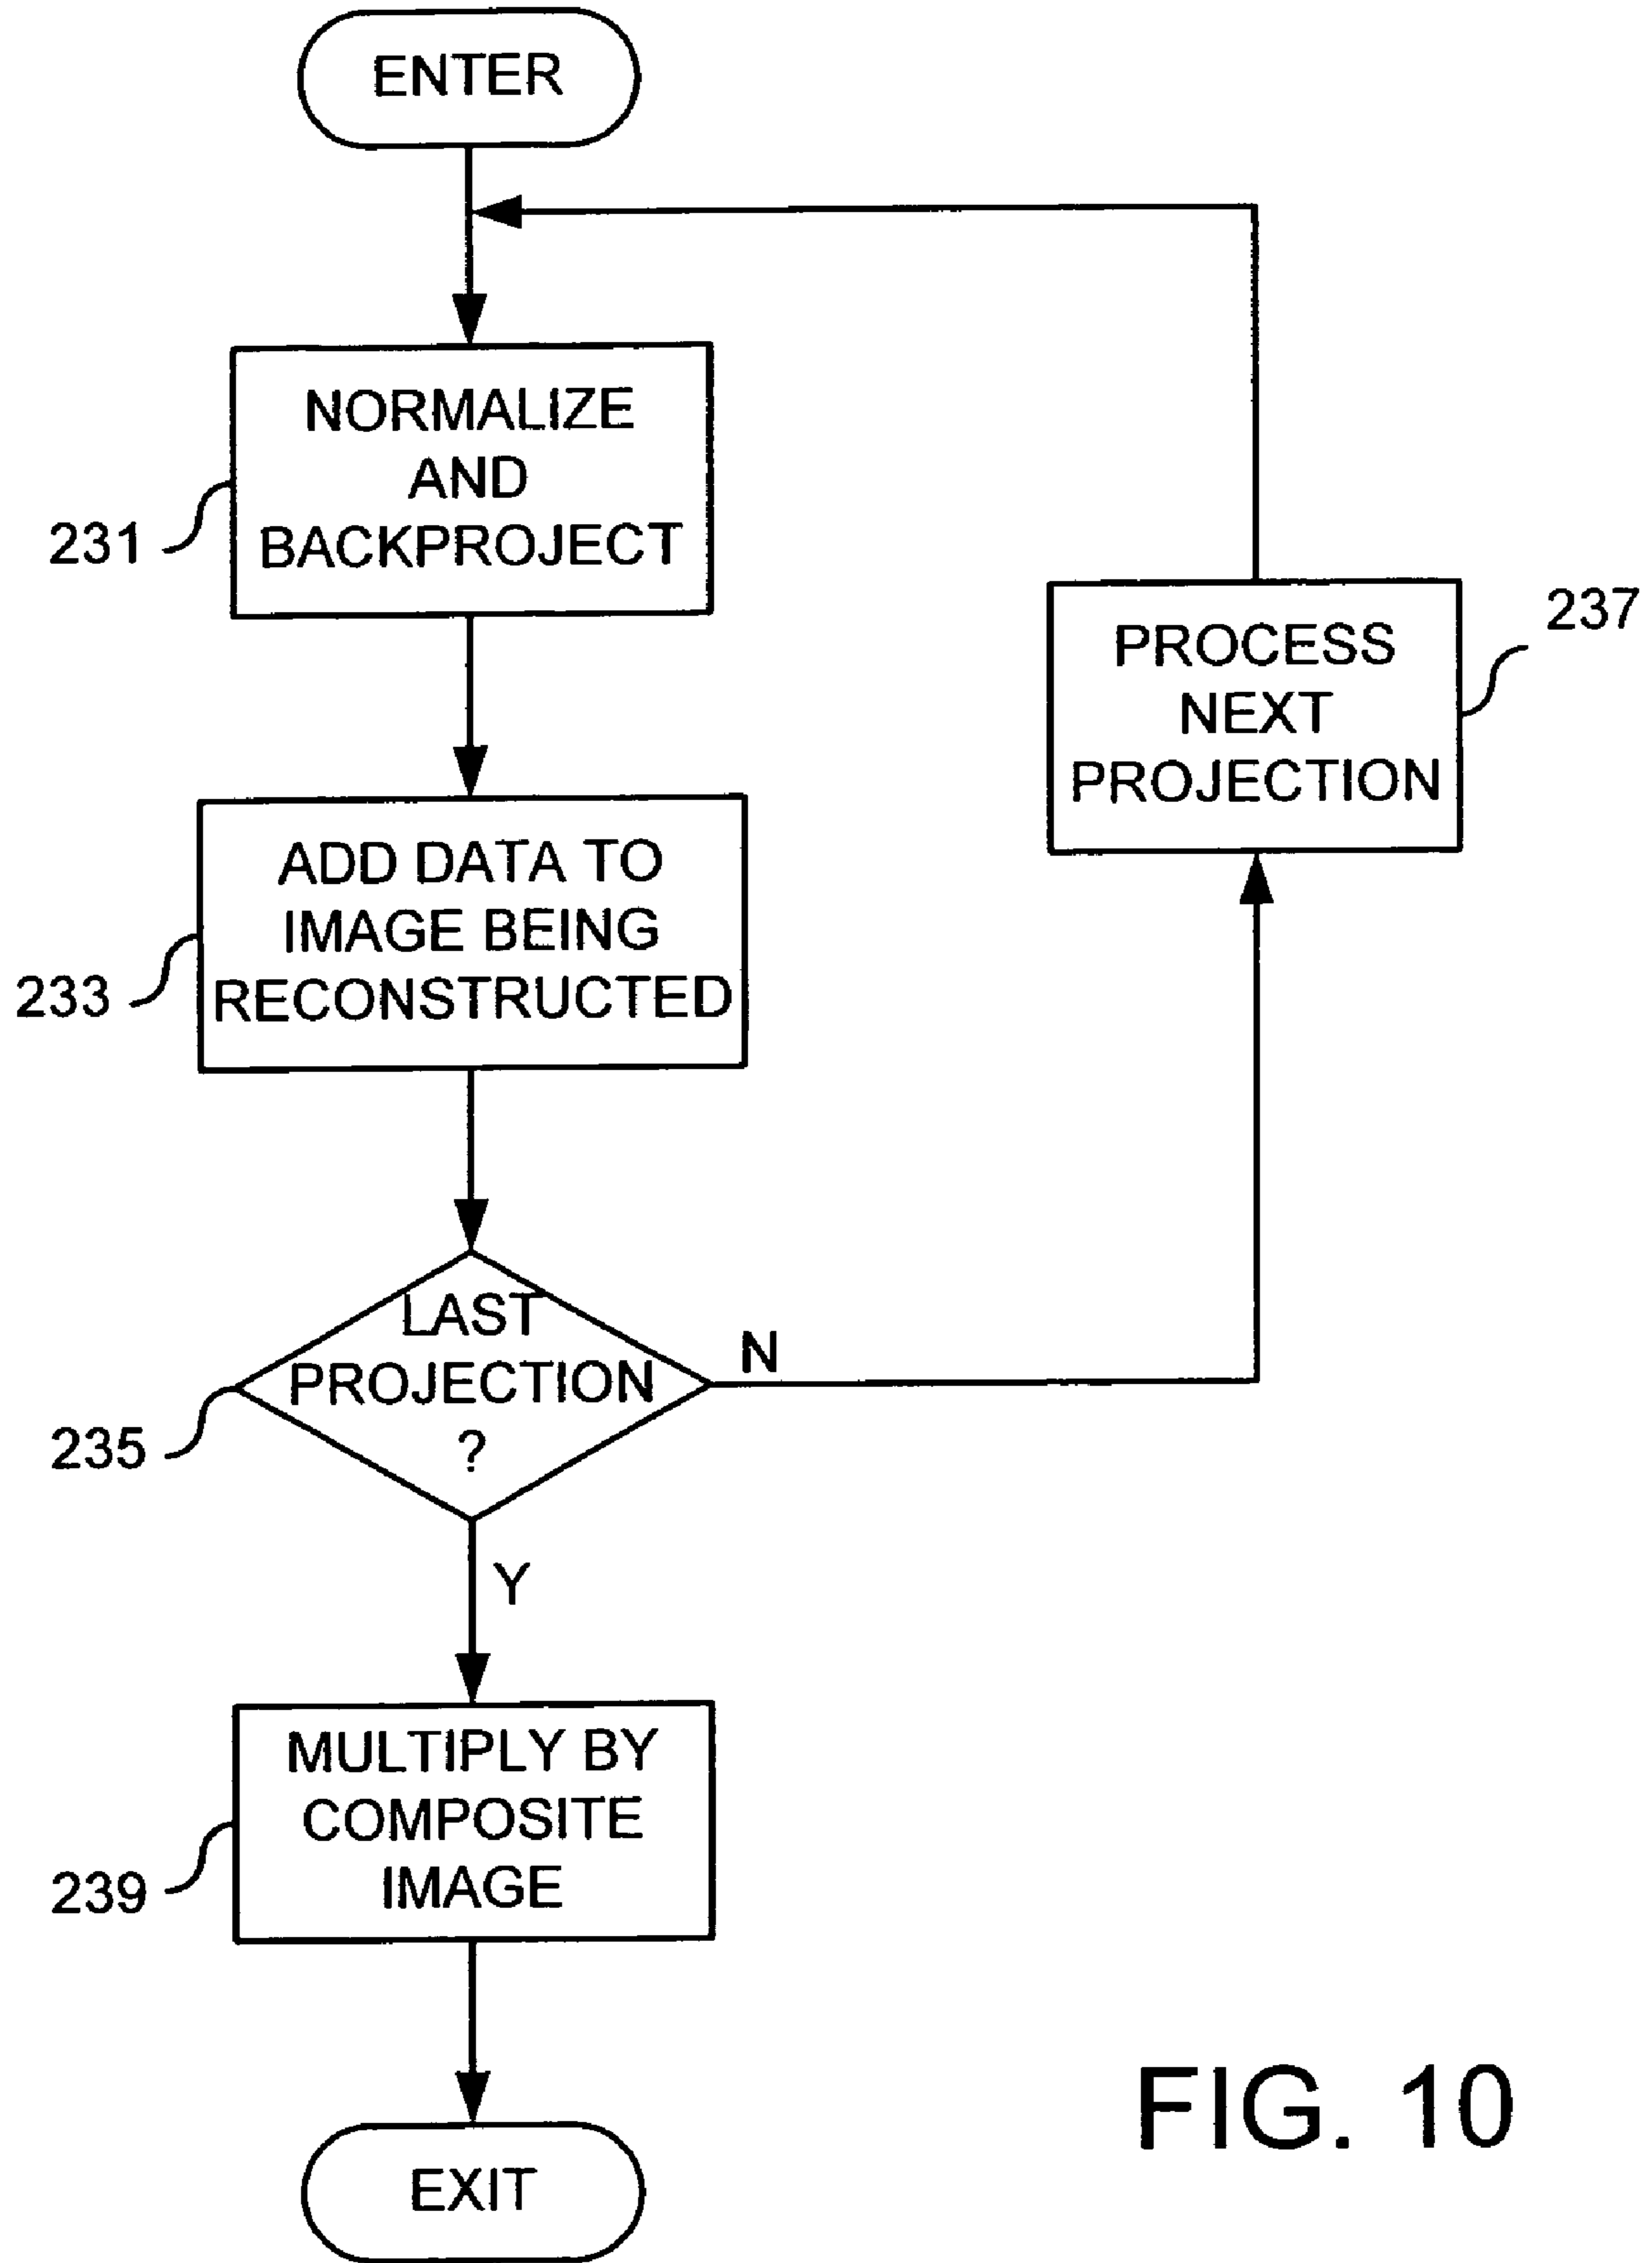 ENTER
NORMALIZE
AND
BACKPROJECT
231
PROCESS
NEXT
PROJECTION
237
ADD DATA TO
IMAGE BEING
RECONSTRUCTED
233
LAST
PROJECTION
?
N
235
Y
MULTIPLY BY
COMPOSITE
IMAGE
239
EXIT
FIG. 10